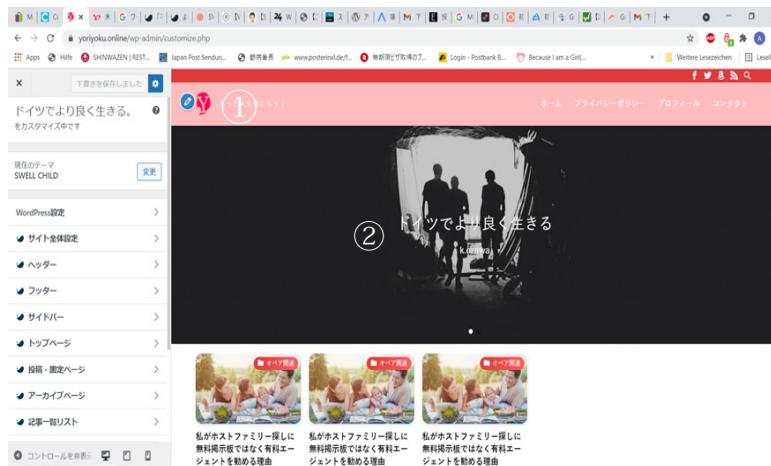 yoriyoku.online/wp-admin/customize.php
Apps
Hilfe
SHINWAZEN | REST...
Japan Post Sendun...
www.posterinal.de/f...
Login - Postbank B...
Because I am a Girl(...
»
Weitere Lesezeichen
×
下書きを保存しました
ドイツでより良く生きる。
をカスタマイズ中です
現在のテーマ
SWELL CHILD
変更
WordPress設定
サイト全体設定
ヘッダー
フッター
サイドバー
トップページ
投稿・固定ページ
アーカイブページ
記事一覧リスト
コントロールを非表示
①
ホーム
プライバシーポリシー
プロフィール
コンタクト
②
ドイツでより良く生きる
オペア関連
オペア関連
オペア関連
私がホストファミリー探しに
無料掲示板ではなく有料エー
ジェントを勧める理由
私がホストファミリー探しに
無料掲示板ではなく有料エー
ジェントを勧める理由
私がホストファミリー探しに
無料掲示板ではなく有料エー
ジェントを勧める理由